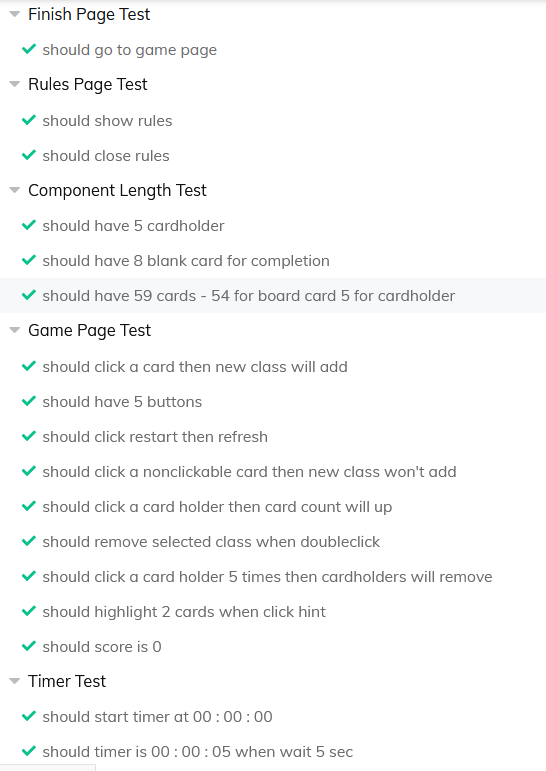 Finish Page Test
should go to game page
Rules Page Test
should show rules
should close rules
Component Length Test
should have 5 cardholder
should have 8 blank card for completion
should have 59 cards - 54 for board card 5 for cardholder
Game Page Test
should click a card then new class will add
should have 5 buttons
should click restart then refresh
should click a nonclickable card then new class won't add
should click a card holder then card count will up
should remove selected class when doubleclick
should click a card holder 5 times then cardholders will remove
should highlight 2 cards when click hint
should score is 0
Timer Test
should start timer at 00 : 00 : 00
should timer is 00 : 00 : 05 when wait 5 sec